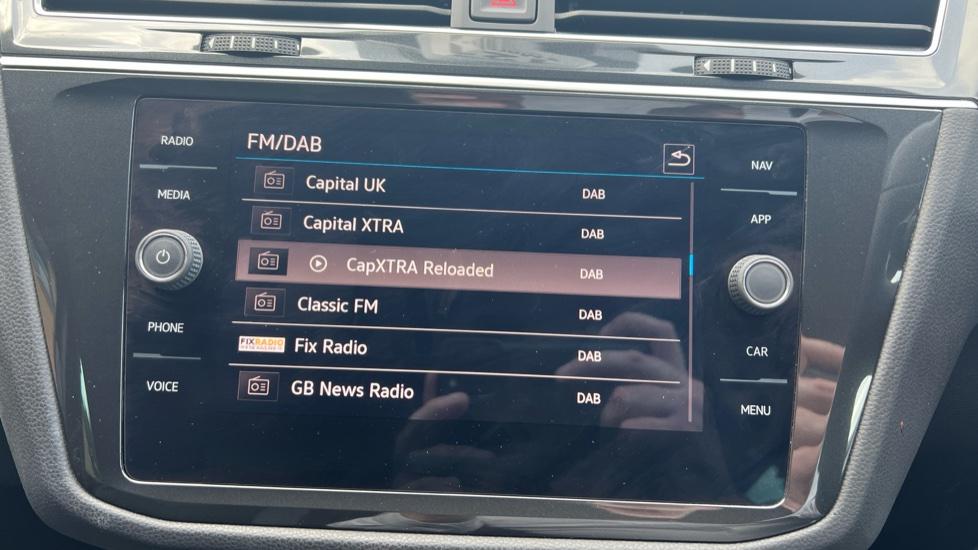 RADIO
MEDIA
PHONE
VOICE
FM/DAB
Capital UK DAB
Capital XTRA DAB
CapXTRA Reloaded DAB
Classic FM DAB
FIXRADIO
Fix Radio DAB
GB News Radio DAB
NAV
APP
CAR
MENU